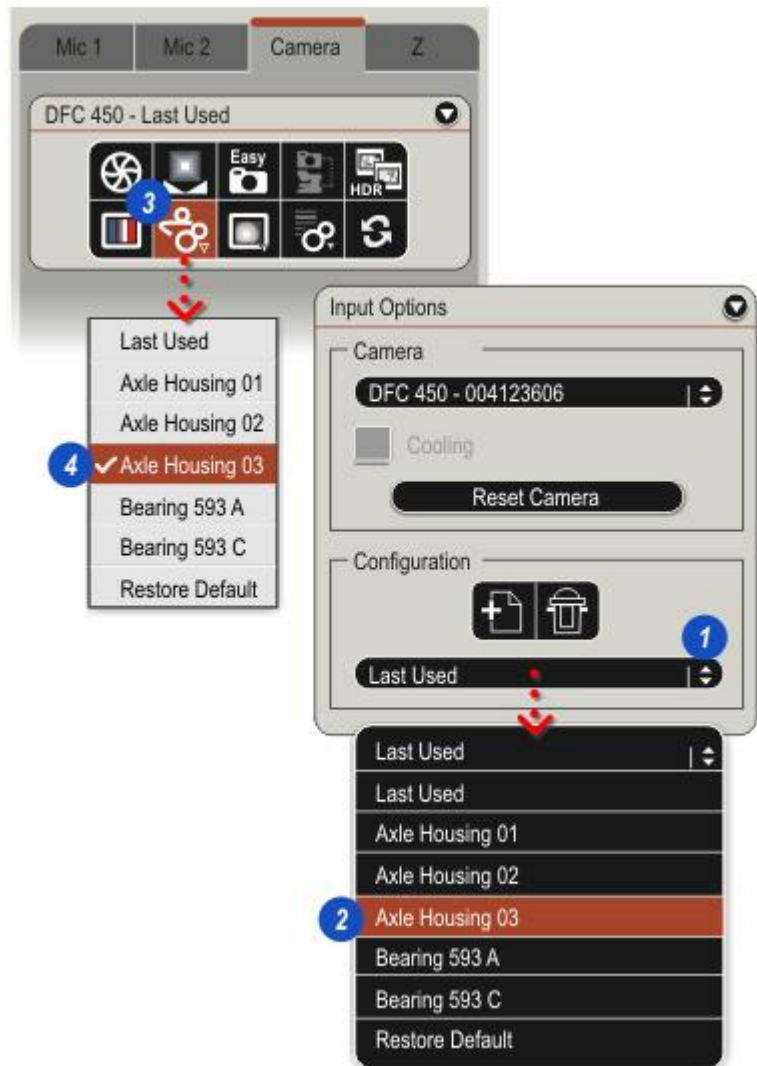 Mic 1 Mic 2 Camera Z
DFC 450 - Last Used
Easy
HDR
3
Last Used
Axle Housing 01
Axle Housing 02
4 Axle Housing 03
Bearing 593 A
Bearing 593 C
Restore Default
Input Options
Camera
DFC 450 - 004123606
Cooling
Reset Camera
Configuration
1
Last Used
Last Used
Last Used
Axle Housing 01
Axle Housing 02
2 Axle Housing 03
Bearing 593 A
Bearing 593 C
Restore Default